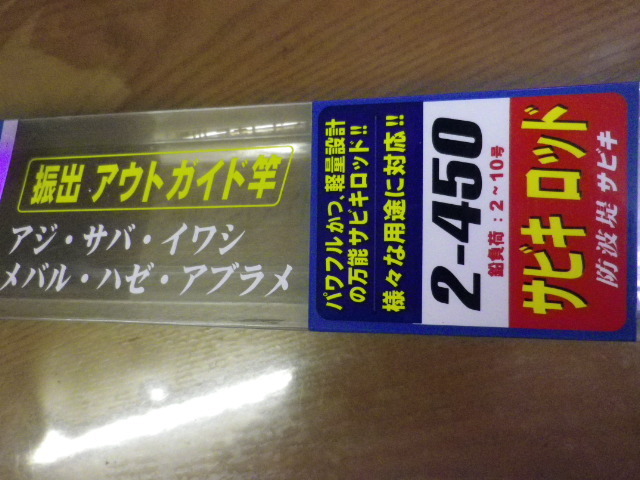 振出 アウトガイド竿
アジ・サバ・イワシ
メバル・ハゼ・アブラメ
サビキ ロッド
防波堤 サビキ
2-450
鉛負荷:2~10号
パワフルかつ、軽量設計
の万能サビキロッド!!
様々な用途に対応!!